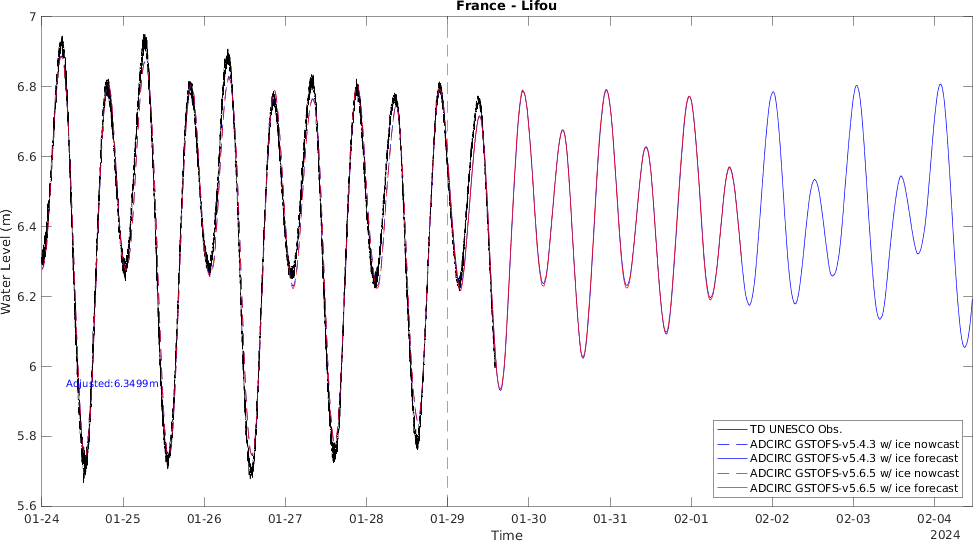 France - Lifou
Water Level (m)
7
6.8
6.6
6.4
6.2
6
5.8
5.6
Adjusted:6.3499m
TD UNESCO Obs.
ADCIRC GSTOFS-v5.4.3 w/ ice nowcast
ADCIRC GSTOFS-v5.4.3 w/ ice forecast
ADCIRC GSTOFS-v5.6.5 w/ ice nowcast
ADCIRC GSTOFS-v5.6.5 w/ ice forecast
01-24 01-25 01-26 01-27 01-28 01-29 01-30 01-31 02-01 02-02 02-03 02-04
Time
2024